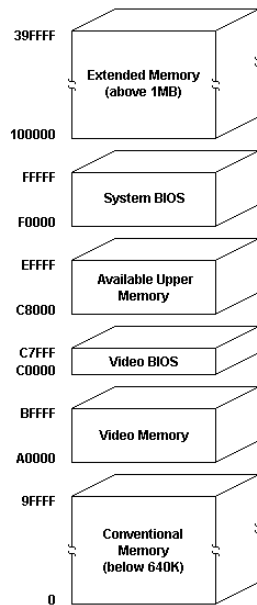 39FFFF
Extended Memory
(above 1MB)
100000
FFFFF
System BIOS
F0000
EFFFF
Available Upper
Memory
C8000
C7FFF
Video BIOS
C0000
BFFFF
Video Memory
A0000
9FFFF
Conventional
Memory
(below 640K)
0